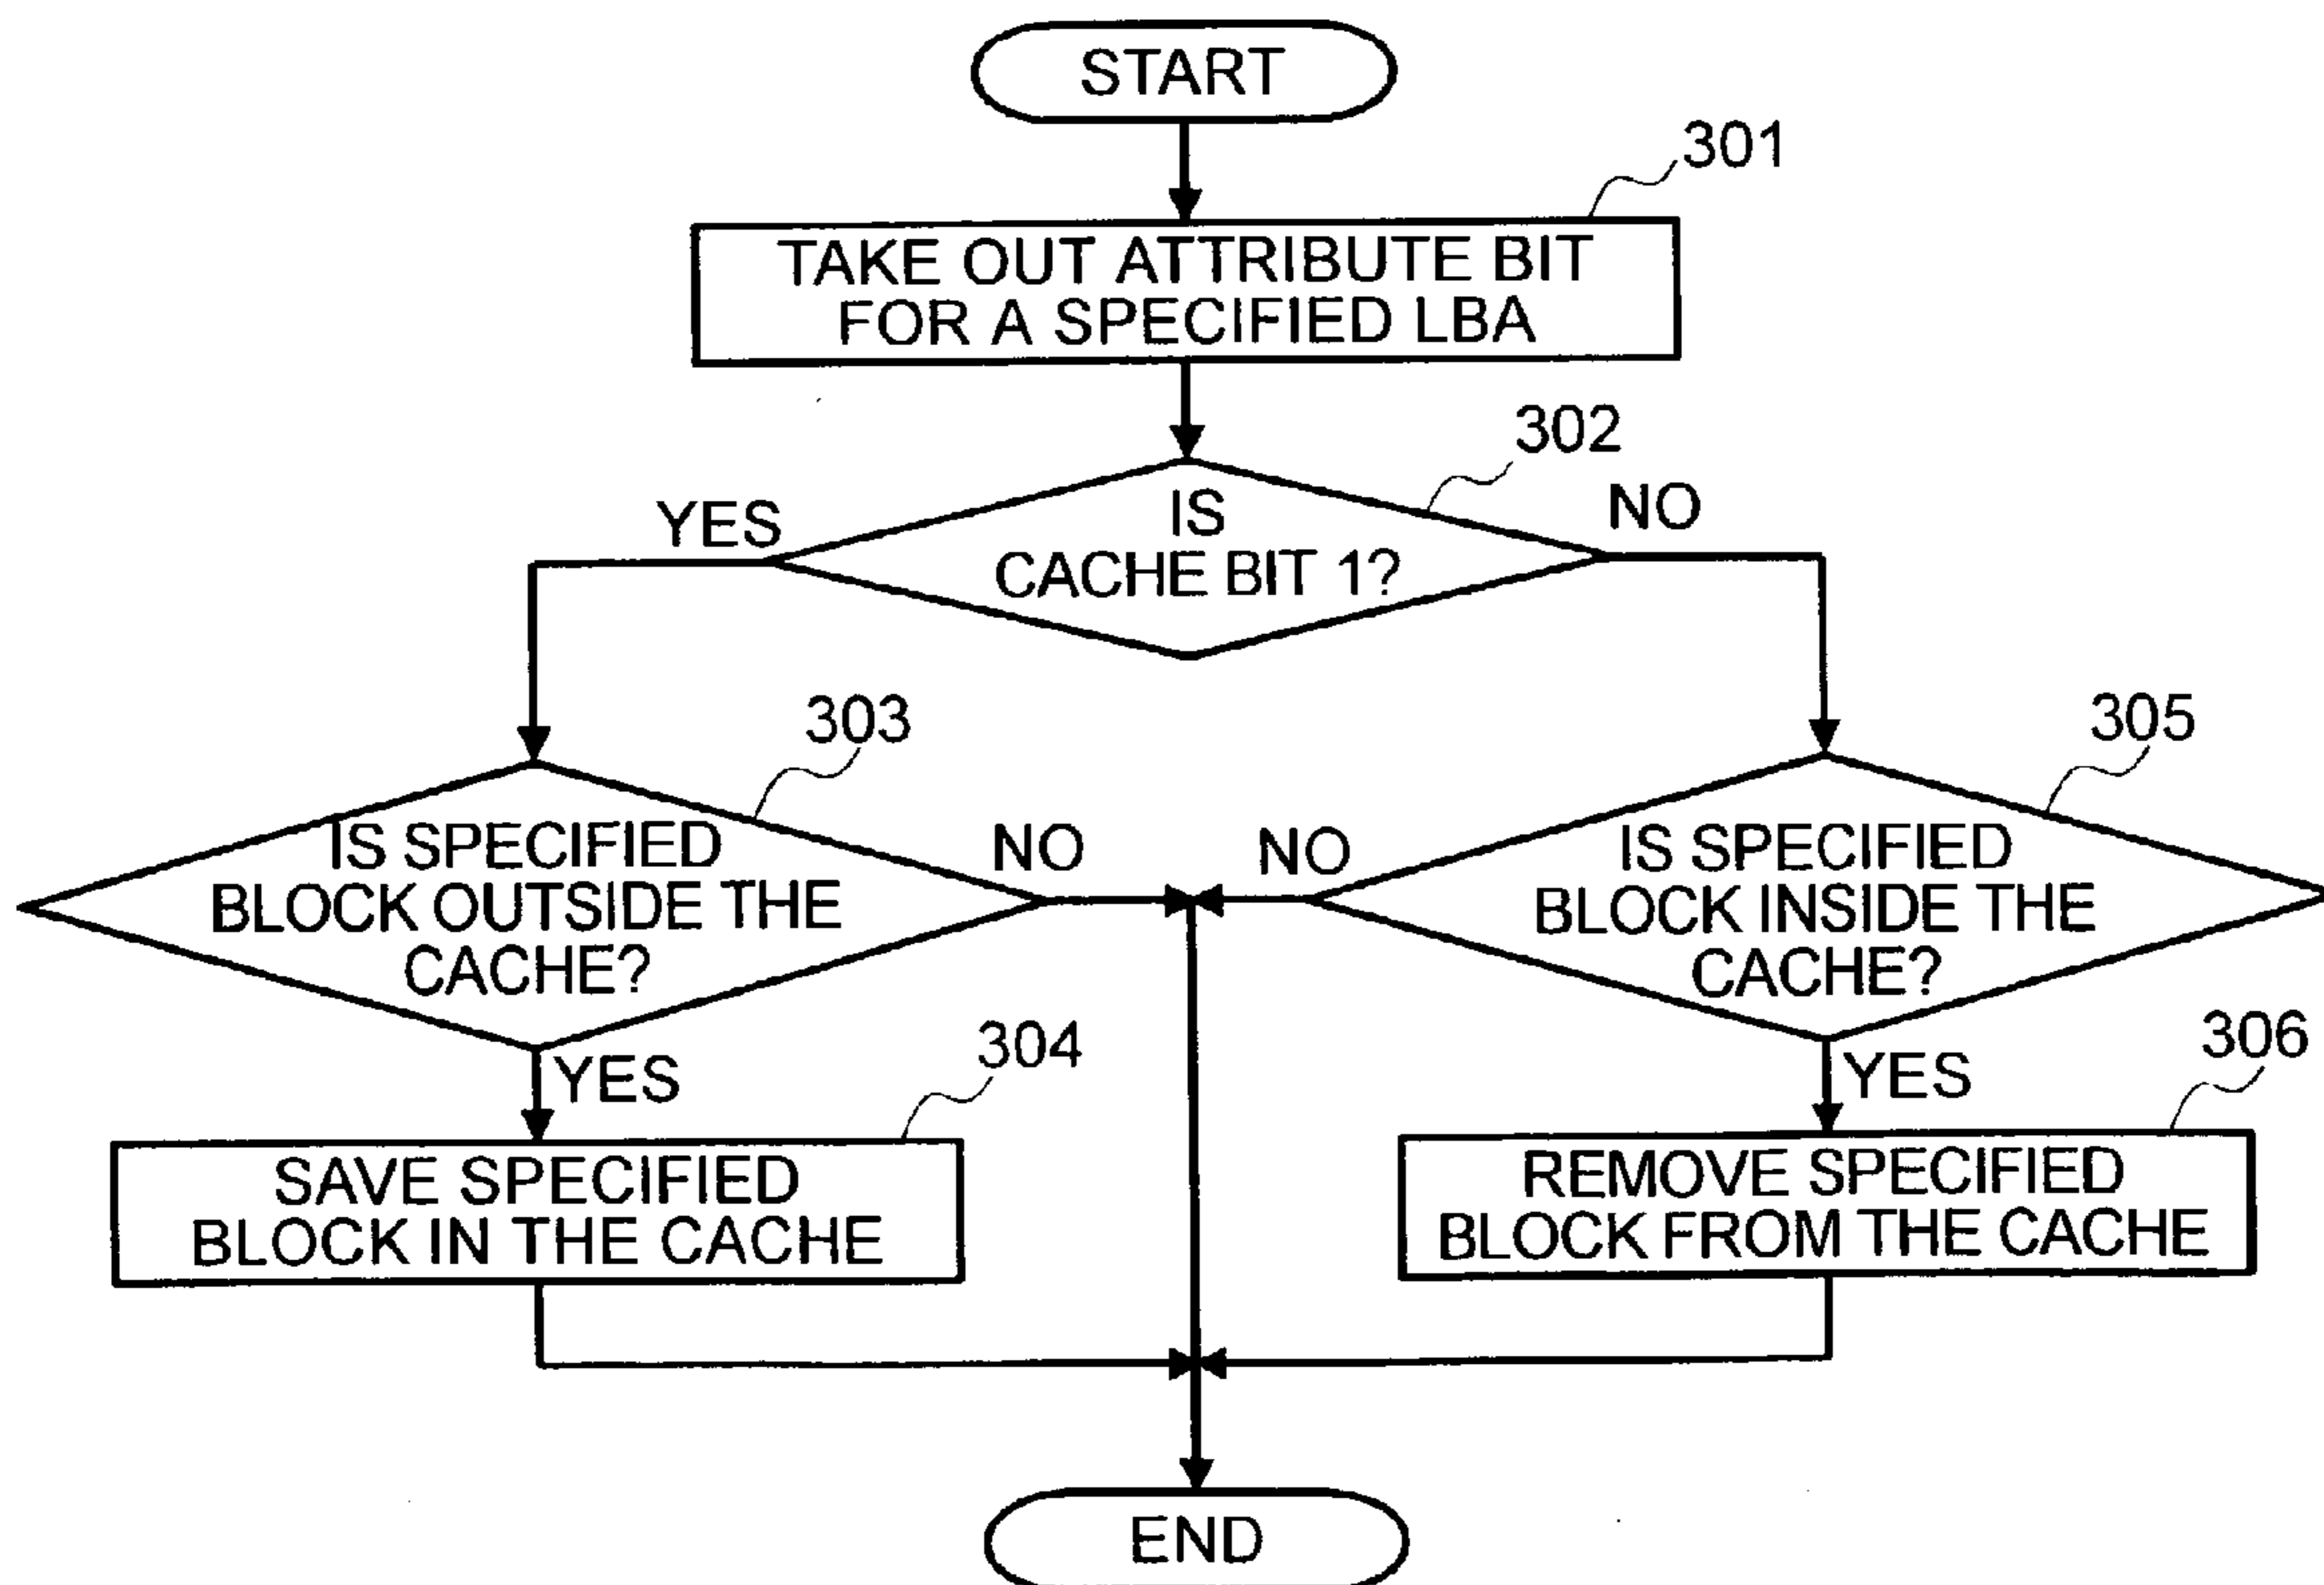 START
301
TAKE OUT ATTRIBUTE BIT
FOR A SPECIFIED LBA
302
YES
NO
IS
CACHE BIT 1?
303
305
IS SPECIFIED
BLOCK OUTSIDE THE
CACHE?
NO
NO
IS SPECIFIED
BLOCK INSIDE THE
CACHE?
304
306
YES
YES
SAVE SPECIFIED
BLOCK IN THE CACHE
REMOVE SPECIFIED
BLOCK FROM THE CACHE
END